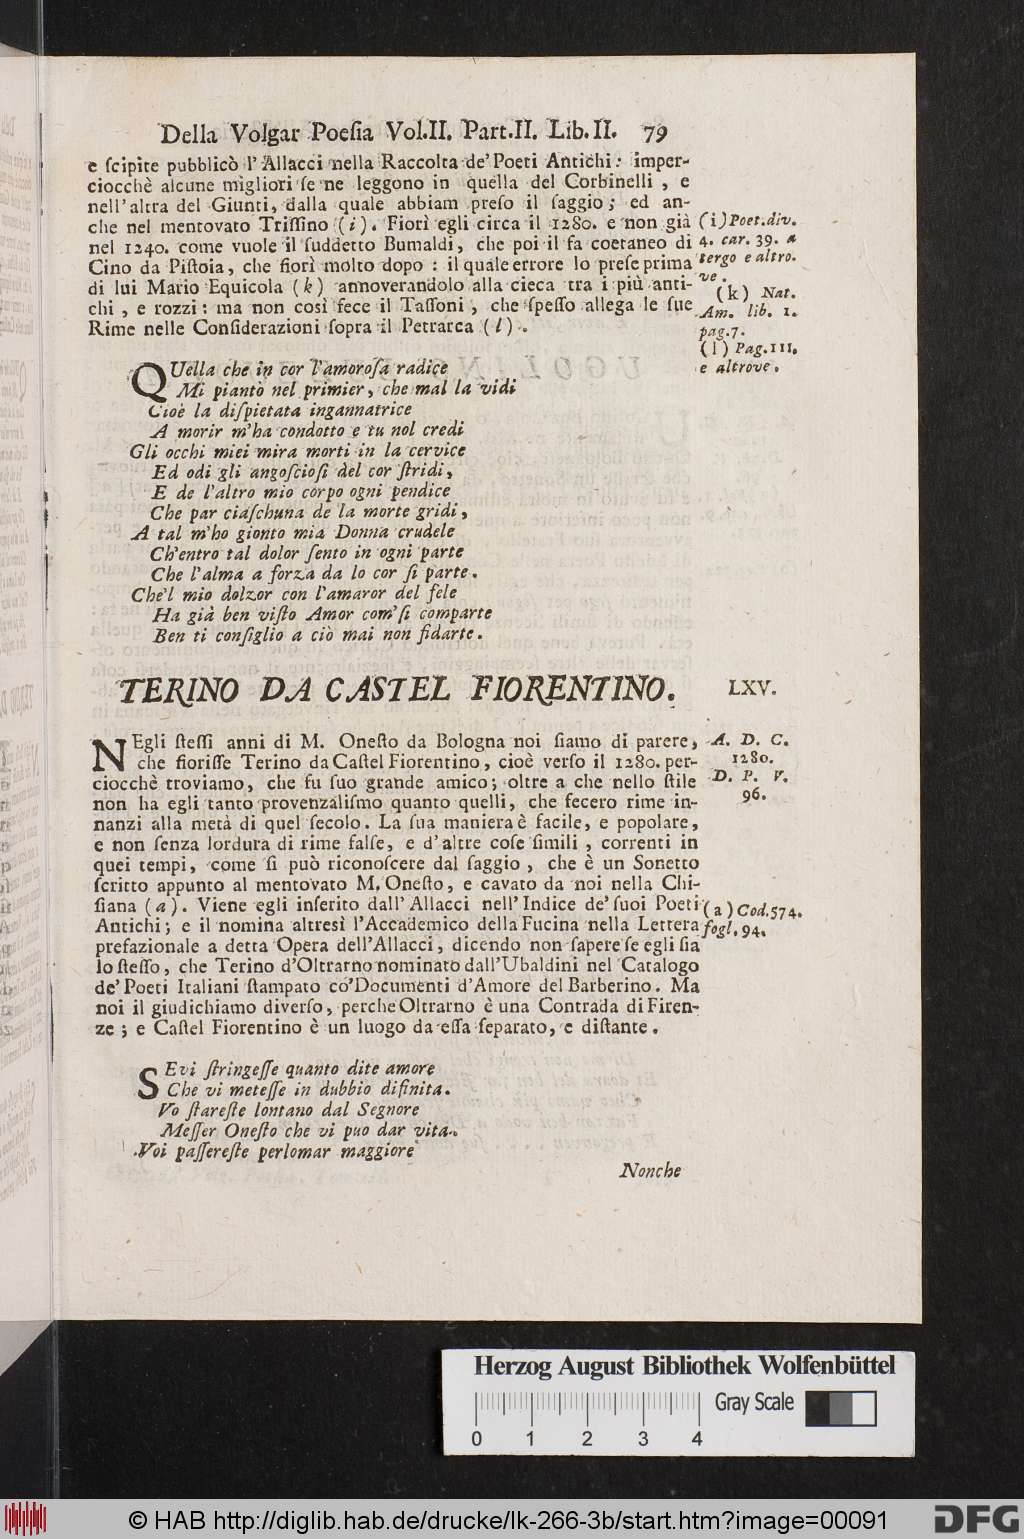 Della Volgar Poeſia Vol.II. Part.II. Lib.II. 79
e ſcipite pubblicò l'Allacci nella Raccolta de' Poeti Antichi: imper-
ciocchè alcune migliori ſe ne leggono in quella del Corbinelli, e
nell'altra del Giunti, dalla quale abbiam preſo il ſaggio; ed an-
che nel mentovato Triſſino (i). Fiorì egli circa il 1280. e non già
nel 1240. come vuole il ſuddetto Bumaldi, che poi il fa coetaneo di
Cino da Piſtoia, che fiorì molto dopo: il quale errore lo preſe prima
di lui Mario Equicola (k) annoverandolo alla cieca tra i più anti-
chi, e rozzi: ma non così fece il Taſſoni, che ſpeſſo allega le ſue
Rime nelle Conſiderazioni ſopra il Petrarca (l).
(i) Poet. div.
4. car. 39. a
tergo e altro-
ve.
(k) Nat.
Am. lib. 1.
pag. 7.
(l) Pag. 111.
e altrove.
QUella che in cor l'amoroſa radice
Mi piantò nel primier, che mal la vidi
Cioè la diſpietata ingannatrice
A morir m'ha condotto e tu nol credi
Gli occhi miei mira morti in la cervice
Ed odi gli angoſcioſi del cor ſtridi,
E de l'altro mio corpo ogni pendice
Che par ciaſchuna de la morte gridi,
A tal m'ho gionto mia Donna crudele
Ch'entro tal dolor ſento in ogni parte
Che l'alma a forza da lo cor ſi parte.
Che'l mio dolzor con l'amaror del fele
Ha già ben viſto Amor com'ſi comparte
Ben ti conſiglio a ciò mai non fidarte.
TERINO DA CASTEL FIORENTINO. LXV.
NEgli ſteſſi anni di M. Oneſto da Bologna noi ſiamo di parere,
che fioriſſe Terino da Caſtel Fiorentino, cioè verſo il 1280. per-
ciocchè troviamo, che fu ſuo grande amico; oltre a che nello ſtile
non ha egli tanto provenzaliſmo quanto quelli, che fecero rime in-
nanzi alla metà di quel ſecolo. La ſua maniera è facile, e popolare,
e non ſenza lordura di rime falſe, e d'altre coſe ſimili, correnti in
quei tempi, come ſi può riconoſcere dal ſaggio, che è un Sonetto
ſcritto appunto al mentovato M. Oneſto, e cavato da noi nella Chi-
ſiana (a). Viene egli inſerito dall'Allacci nell'Indice de' ſuoi Poeti
Antichi; e il nomina altresì l'Accademico della Fucina nella Lettera
prefazionale a detta Opera dell'Allacci, dicendo non ſapere ſe egli ſia
lo ſteſſo, che Terino d'Oltrarno nominato dall'Ubaldini nel Catalogo
de' Poeti Italiani ſtampato co' Documenti d'Amore del Barberino. Ma
noi il giudichiamo diverſo, perche Oltrarno è una Contrada di Firen-
ze; e Caſtel Fiorentino è un luogo da eſſa ſeparato, e diſtante.
A. D. C.
1280.
D. P. V.
96.
(a) Cod. 574.
fogl. 94.
SEvi ſtringeſſe quanto dite amore
Che vi meteſſe in dubbio difinita.
Vo ſtareſte lontano dal Segnore
Meſſer Oneſto che vi puo dar vita.
Voi paſſereſte perlomar maggiore
Nonche
Herzog August Bibliothek Wolfenbüttel
Gray Scale
0 1 2 3 4
© HAB http://diglib.hab.de/drucke/lk-266-3b/start.htm?image=00091
DFG